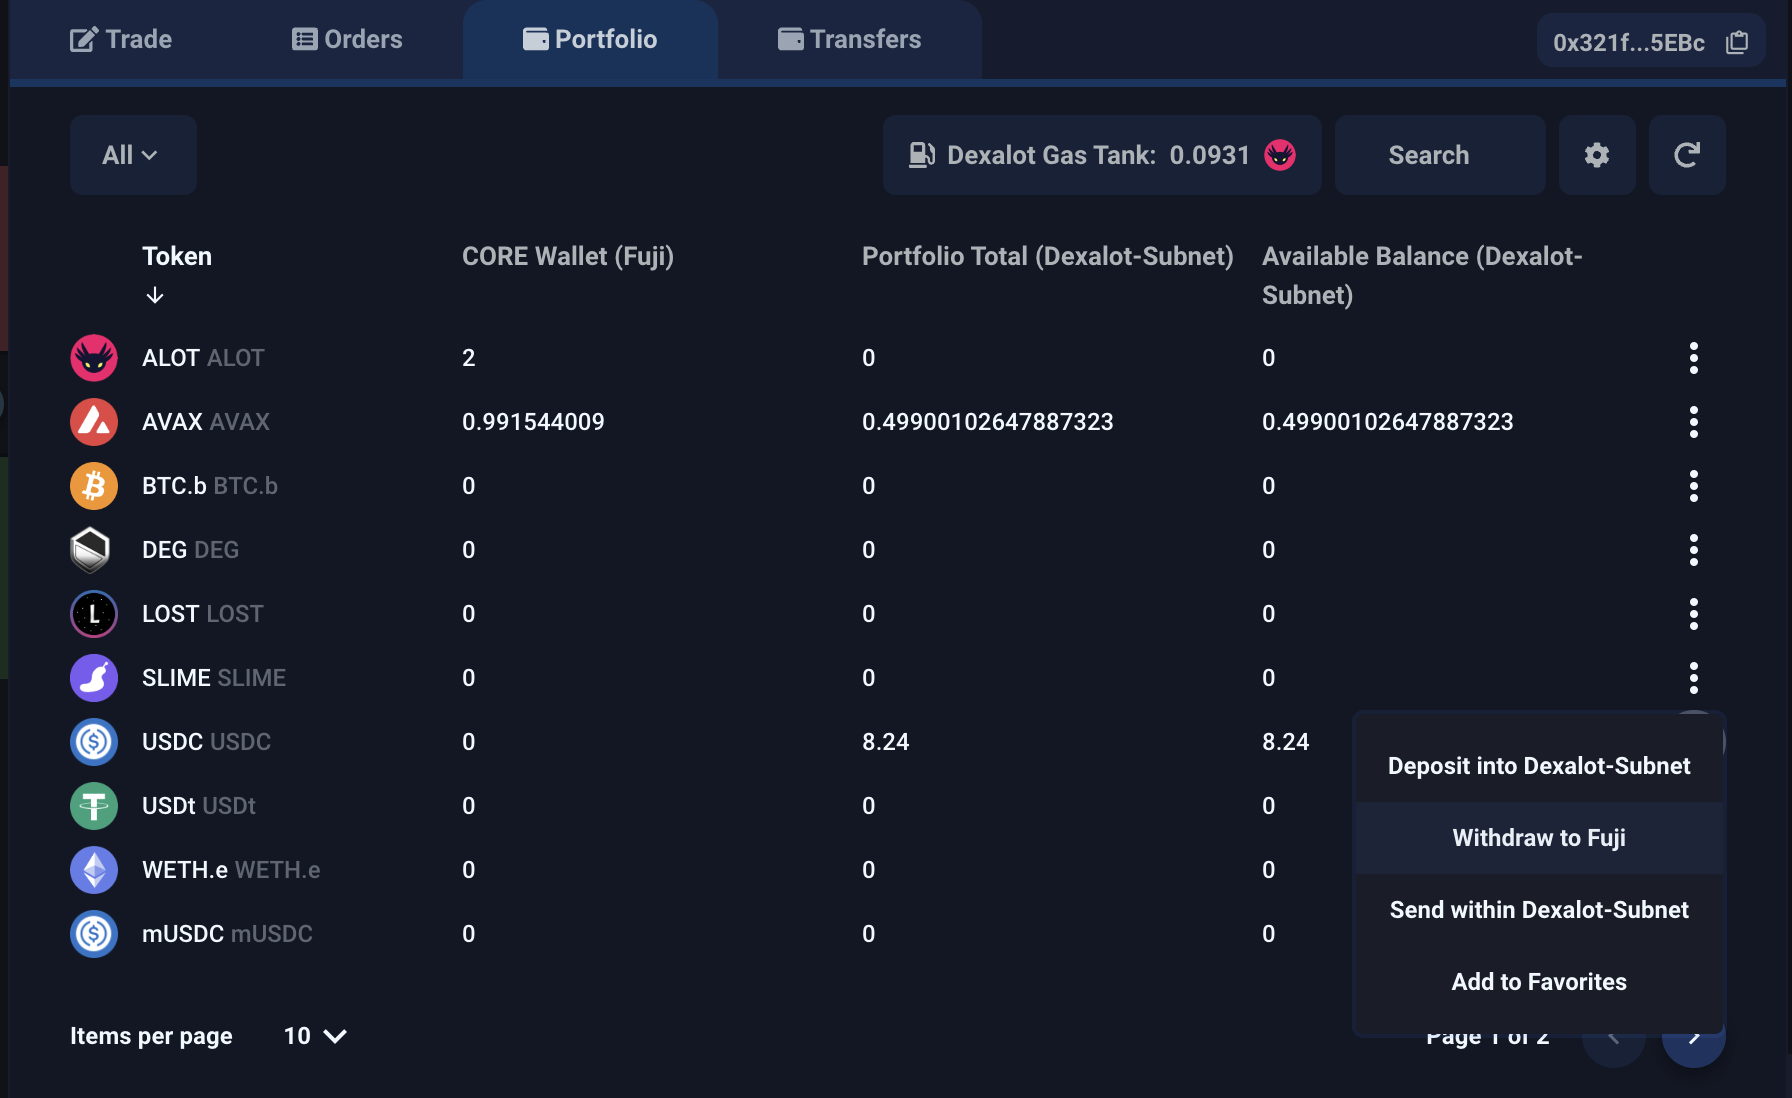 Trade
Orders
Portfolio
Transfers
0x321f...5EBc
All
Dexalot Gas Tank: 0.0931
Search
Token
CORE Wallet (Fuji)
Portfolio Total (Dexalot-Subnet)
Available Balance (Dexalot-
Subnet)
ALOT ALOT 2 0 0
AVAX AVAX 0.991544009 0.49900102647887323 0.49900102647887323
BTC.b BTC.b 0 0 0
DEG DEG 0 0 0
L
LOST LOST 0 0 0
SLIME SLIME 0 0 0
USDC USDC 0 8.24 8.24
USDt USDt 0 0 0
WETH.e WETH.e 0 0 0
mUSDC mUSDC 0 0 0
Deposit into Dexalot-Subnet
Withdraw to Fuji
Send within Dexalot-Subnet
Add to Favorites
Items per page 10
Page 1 of 2